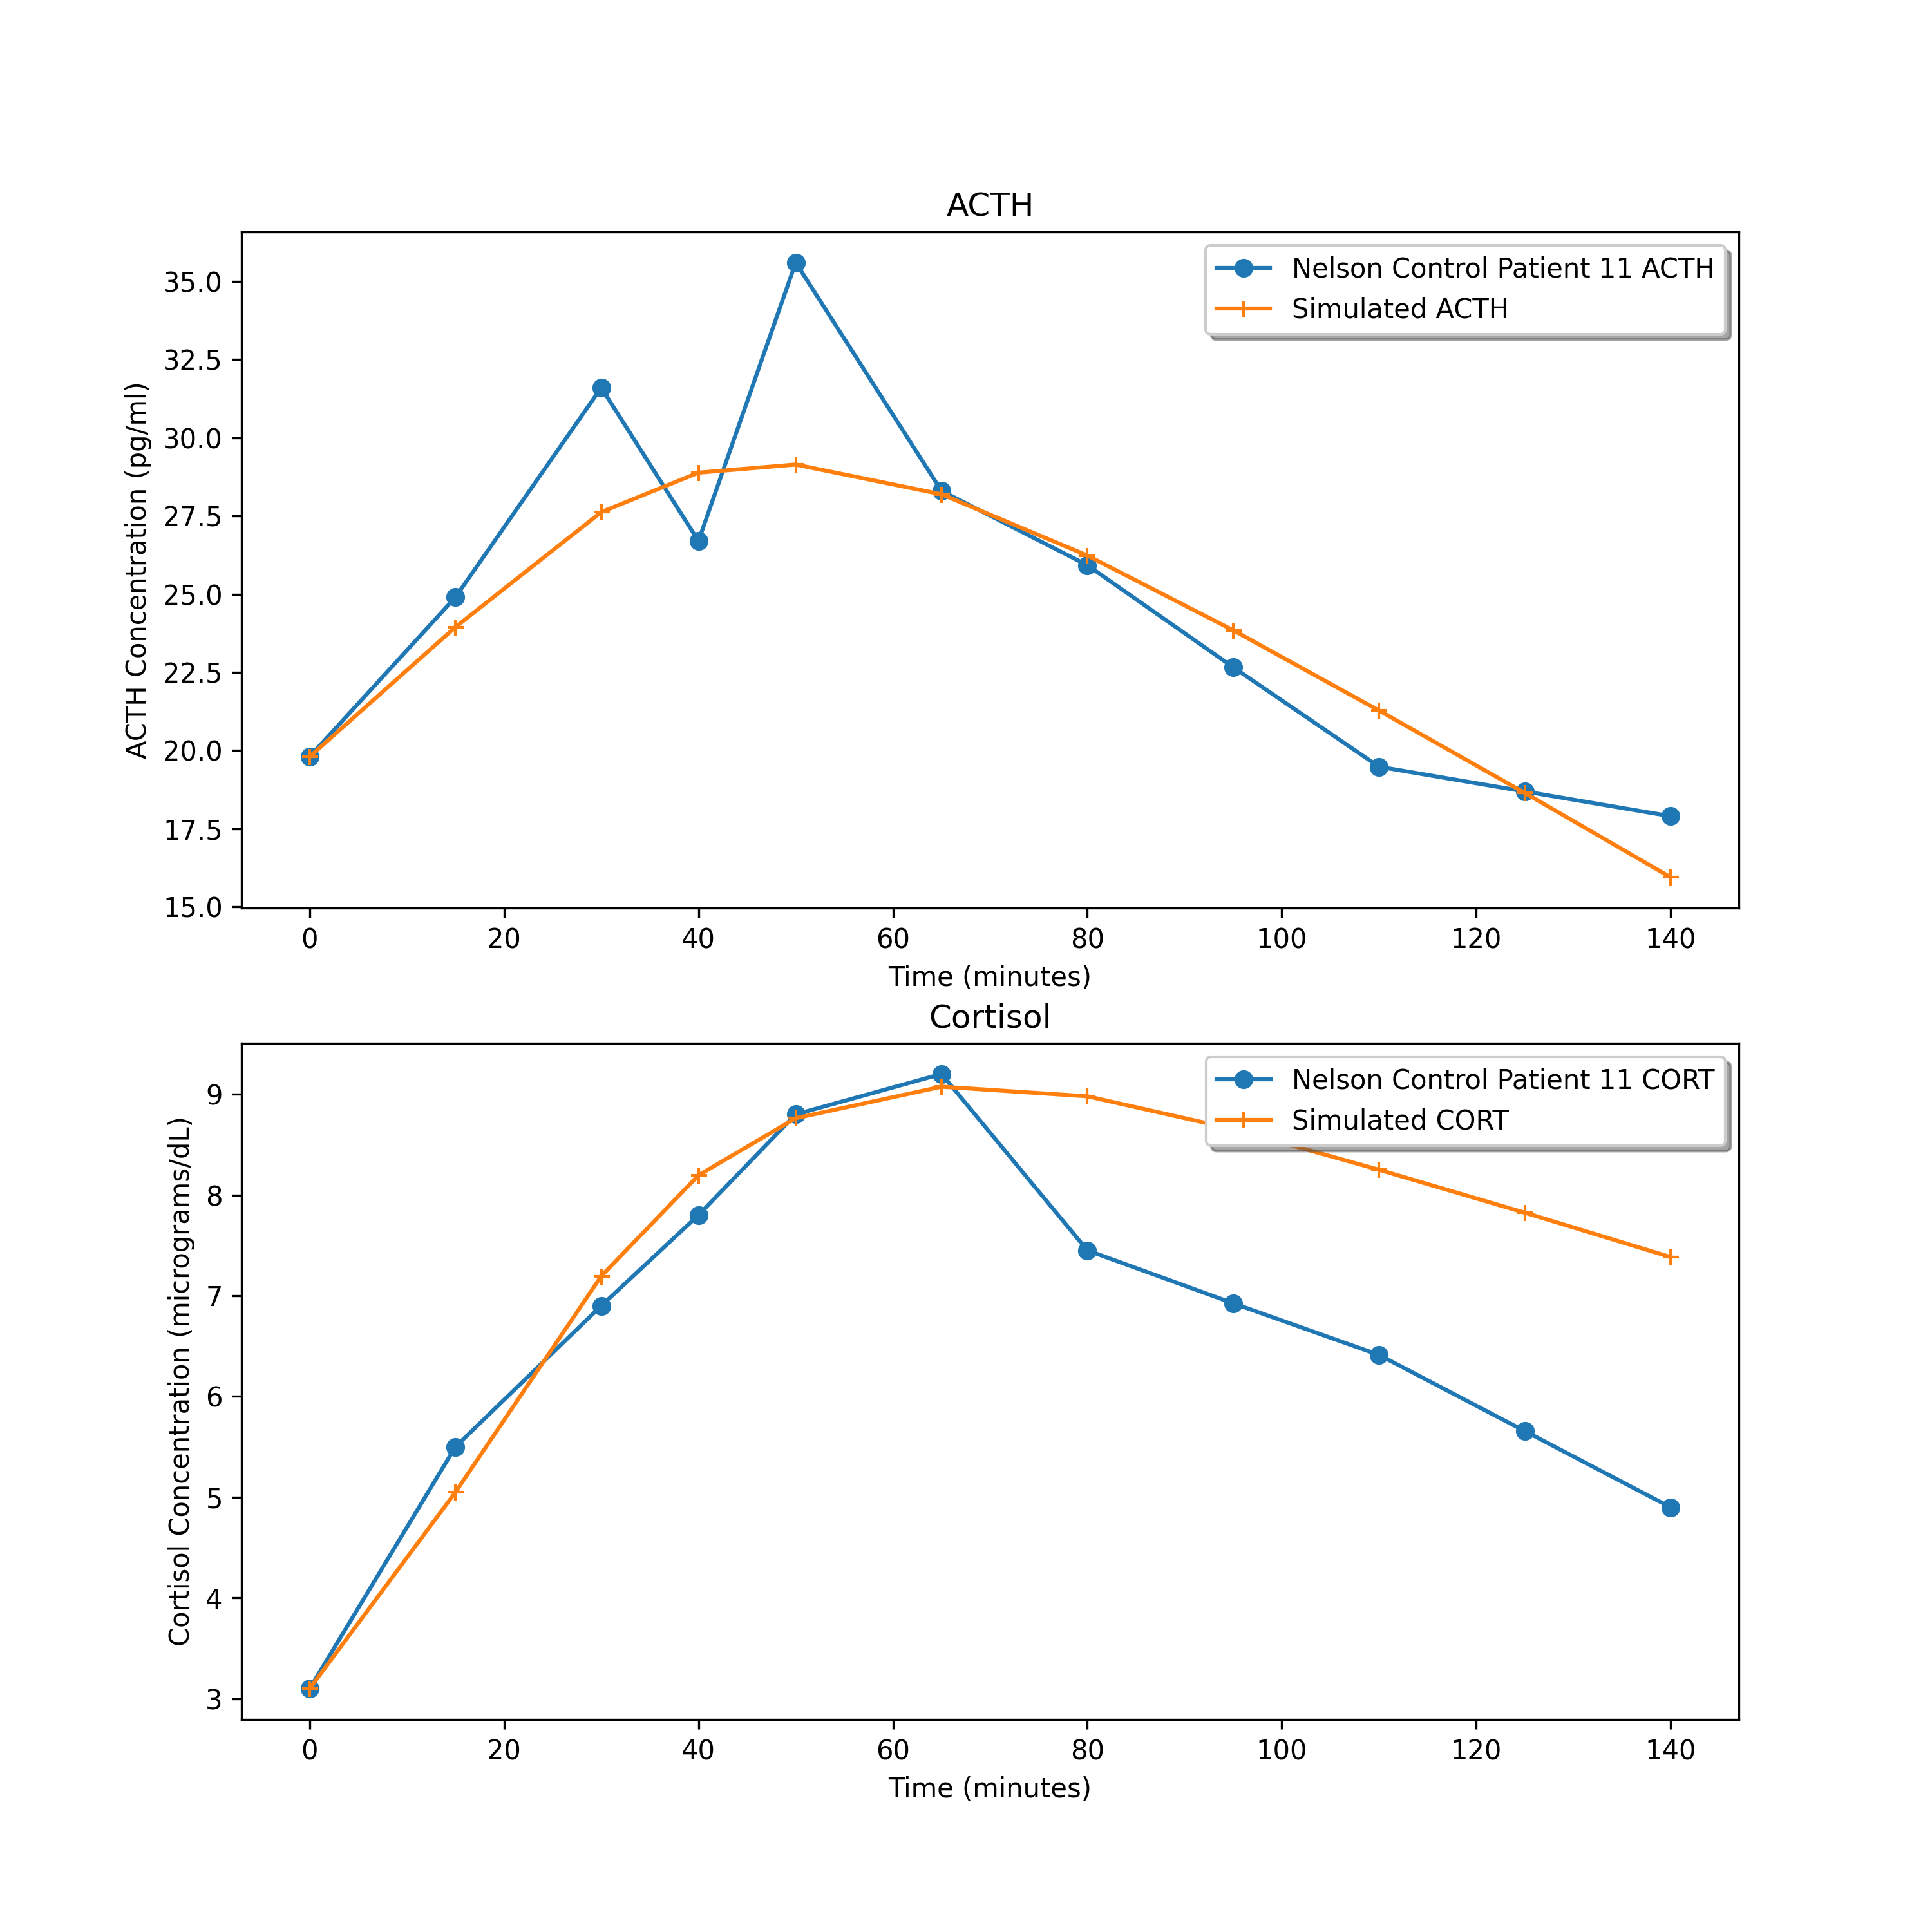 ACTH
Nelson Control Patient 11 ACTH
Simulated ACTH
ACTH Concentration (pg/ml)
35.0
32.5
30.0
27.5
25.0
22.5
20.0
17.5
15.0
0 20 40 60 80 100 120 140
Time (minutes)
Cortisol
Nelson Control Patient 11 CORT
Simulated CORT
Cortisol Concentration (micrograms/dL)
9
8
7
6
5
4
3
0 20 40 60 80 100 120 140
Time (minutes)